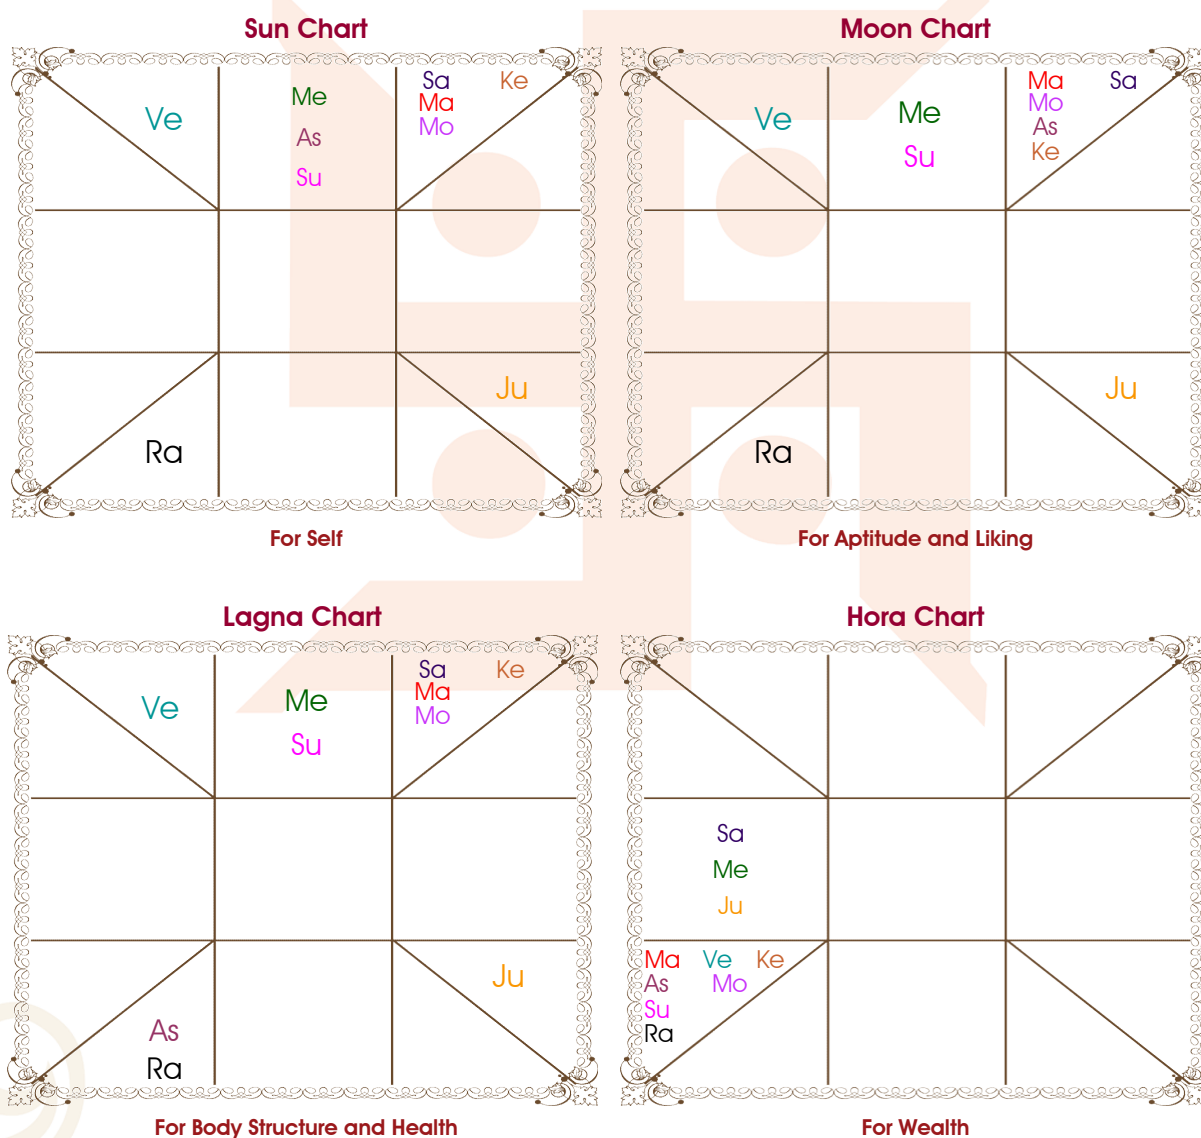 Sun Chart
Ve
Me
As
Su
Sa Ke
Ma
Mo
Ju
Ra
For Self
Moon Chart
Ve
Me
Su
Ma Sa
Mo
As
Ke
Ju
Ra
For Aptitude and Liking
Lagna Chart
Ve
Me
Su
Sa Ke
Ma
Mo
Ju
As
Ra
For Body Structure and Health
Hora Chart
Sa
Me
Ju
Ma Ve Ke
As Mo
Su
Ra
For Wealth